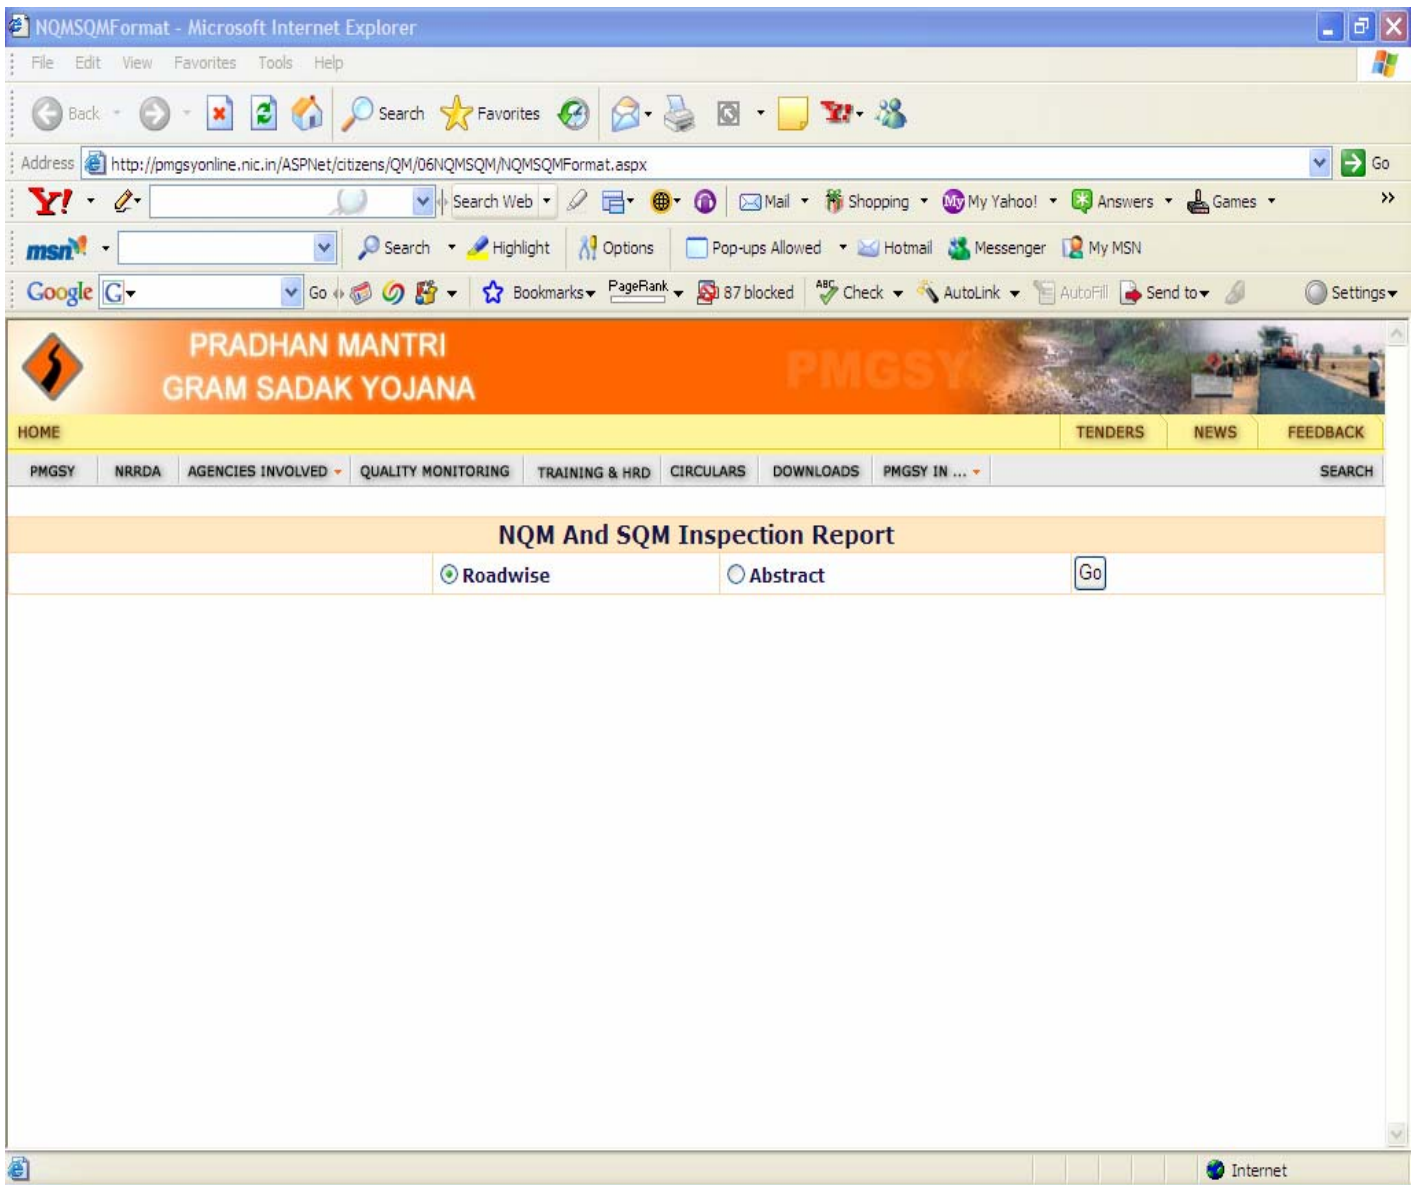 NQMSQMFormat - Microsoft Internet Explorer
File Edit View Favorites Tools Help
Back Search Favorites
Address http://pmgsyonline.nic.in/ASPNet/citizens/QM/06NQMSQM/NQMSQMFormat.aspx Go
Y! Search Web Mail Shopping My My Yahoo! Answers Games »
msn Search Highlight Options Pop-ups Allowed Hotmail Messenger My MSN
Google G Go Bookmarks PageRank 87 blocked ABC Check AutoLink AutoFill Send to Settings
PRADHAN MANTRI
GRAM SADAK YOJANA
PMGSY
HOME TENDERS NEWS FEEDBACK
PMGSY NRRDA AGENCIES INVOLVED QUALITY MONITORING TRAINING & HRD CIRCULARS DOWNLOADS PMGSY IN ... SEARCH
NQM And SQM Inspection Report
Roadwise Abstract Go
Internet